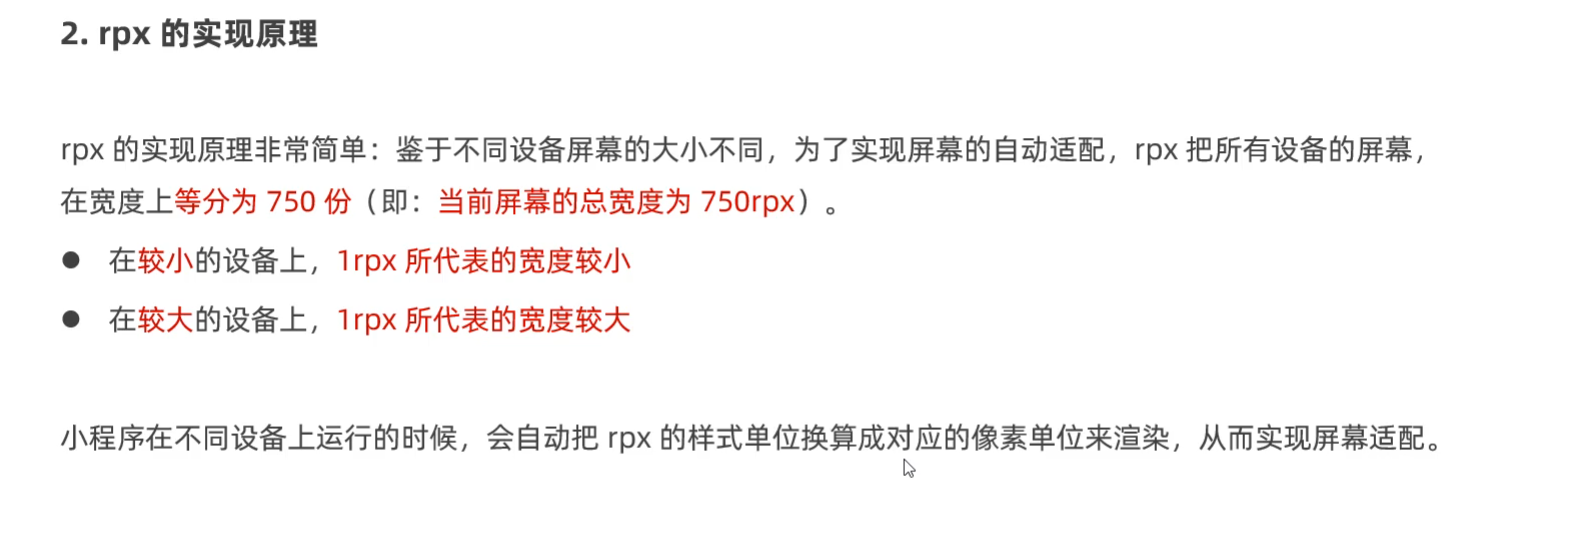 2. rpx 的实现原理
rpx 的实现原理非常简单：鉴于不同设备屏幕的大小不同，为了实现屏幕的自动适配，rpx 把所有设备的屏幕，
在宽度上等分为 750 份（即：当前屏幕的总宽度为 750rpx）。
● 在较小的设备上，1rpx 所代表的宽度较小
● 在较大的设备上，1rpx 所代表的宽度较大
小程序在不同设备上运行的时候，会自动把 rpx 的样式单位换算成对应的像素单位来渲染，从而实现屏幕适配。